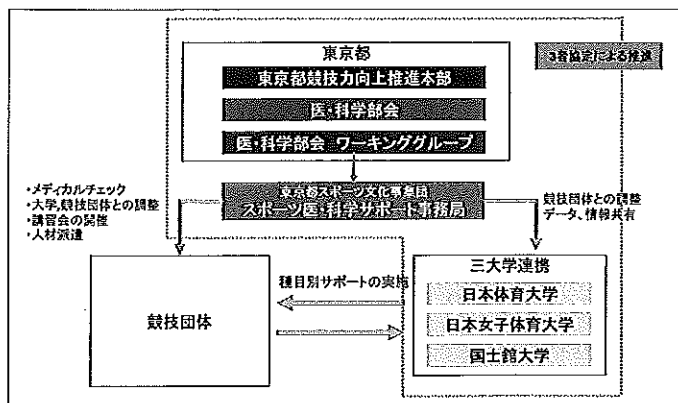 東京都
3者協定による推進
東京都競技力向上推進本部
医・科学部会
医・科学部会 ワーキンググループ
・メディカルチェック
・大学,競技団体との調整
・講習会の開催
・人材派遣
東京都スポーツ文化事業団
スポーツ医・科学サポート事務局
競技団体との調整
データ、情報共有
競技団体
種目別サポートの実施
三大学連携
日本体育大学
日本女子体育大学
国士館大学